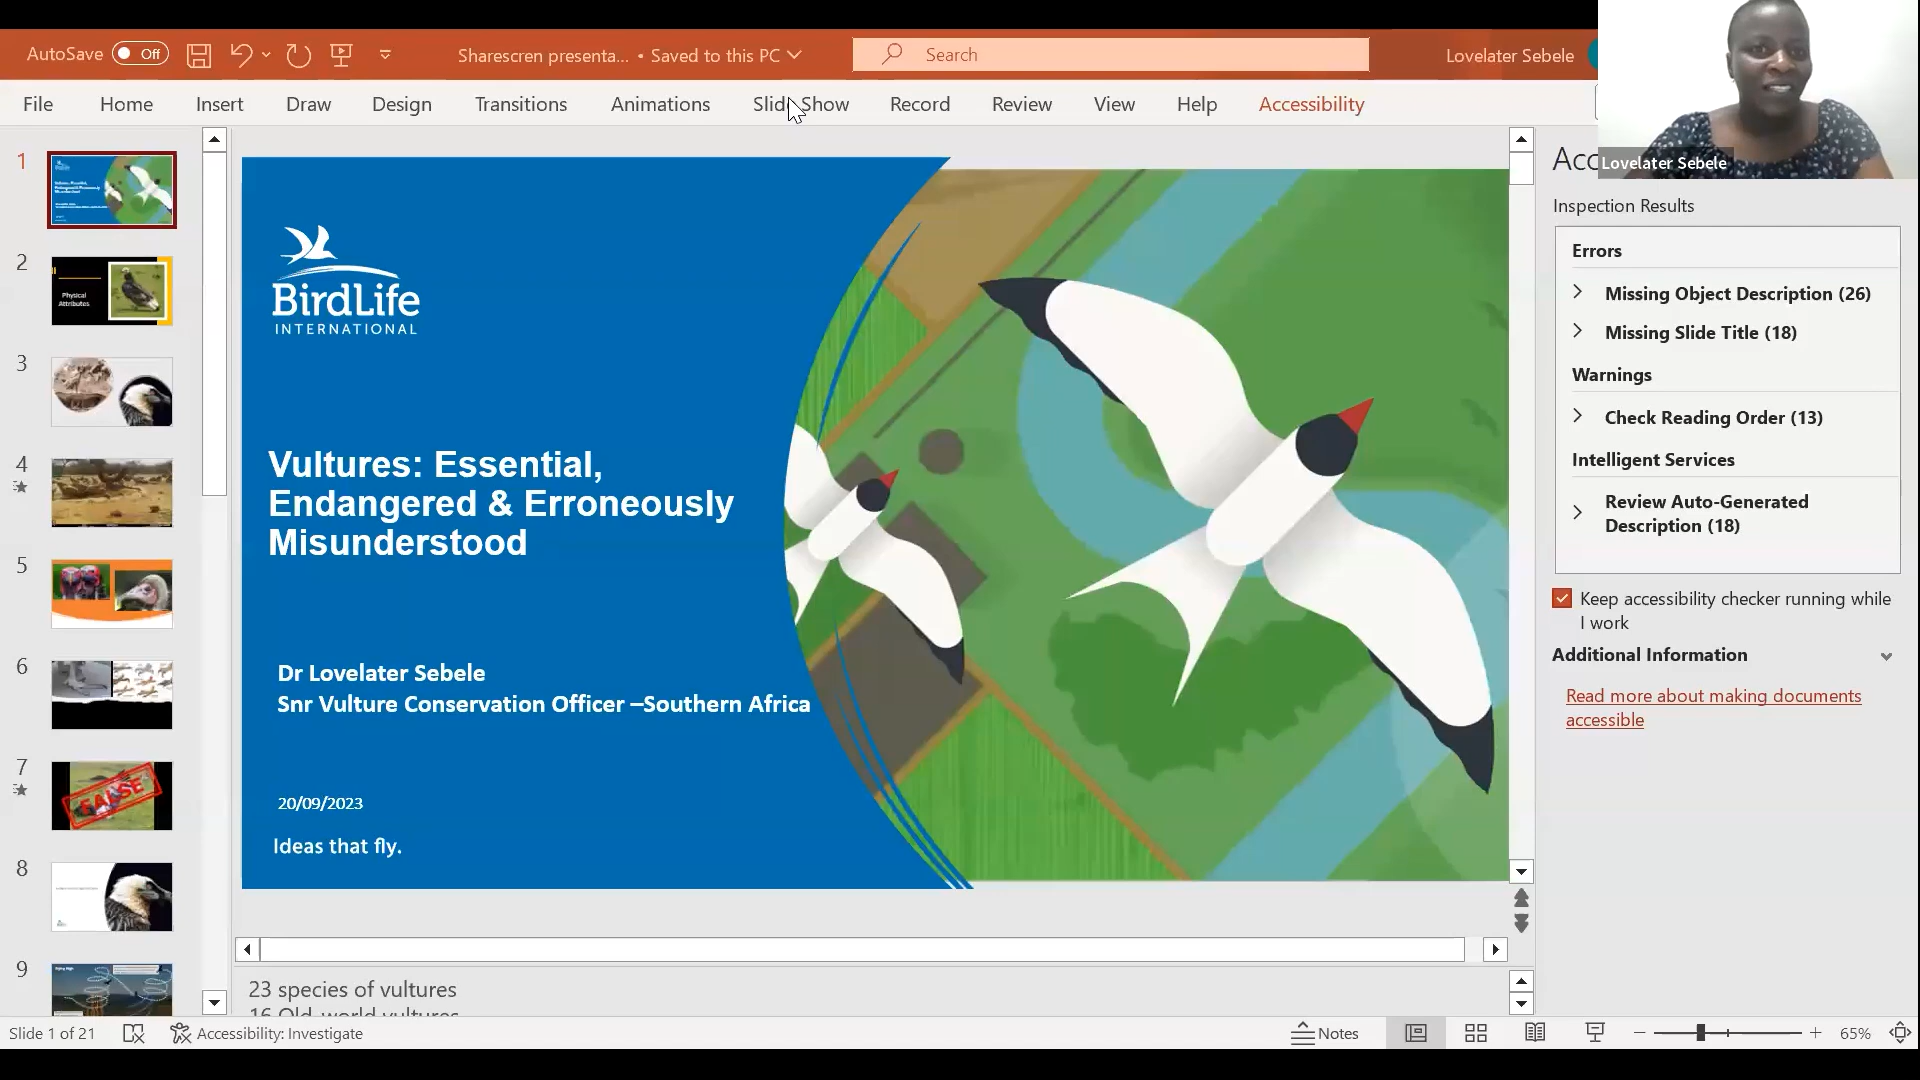 AutoSave Off
Sharescren presenta... • Saved to this PC
Search
Lovelater Sebele
File Home Insert Draw Design Transitions Animations Slide Show Record Review View Help Accessibility
Lovelater Sebele
Acc
Inspection Results
Errors
Missing Object Description (26)
Missing Slide Title (18)
Warnings
Check Reading Order (13)
Intelligent Services
Review Auto-Generated
Description (18)
Keep accessibility checker running while
I work
Additional Information
Read more about making documents
accessible
1
2
Physical
Attributes
3
4
5
6
7
FALSE
8
9
BirdLife
INTERNATIONAL
Vultures: Essential,
Endangered & Erroneously
Misunderstood
Dr Lovelater Sebele
Snr Vulture Conservation Officer –Southern Africa
20/09/2023
Ideas that fly.
23 species of vultures
16 Old-world vultures
Slide 1 of 21
Accessibility: Investigate
Notes
65%